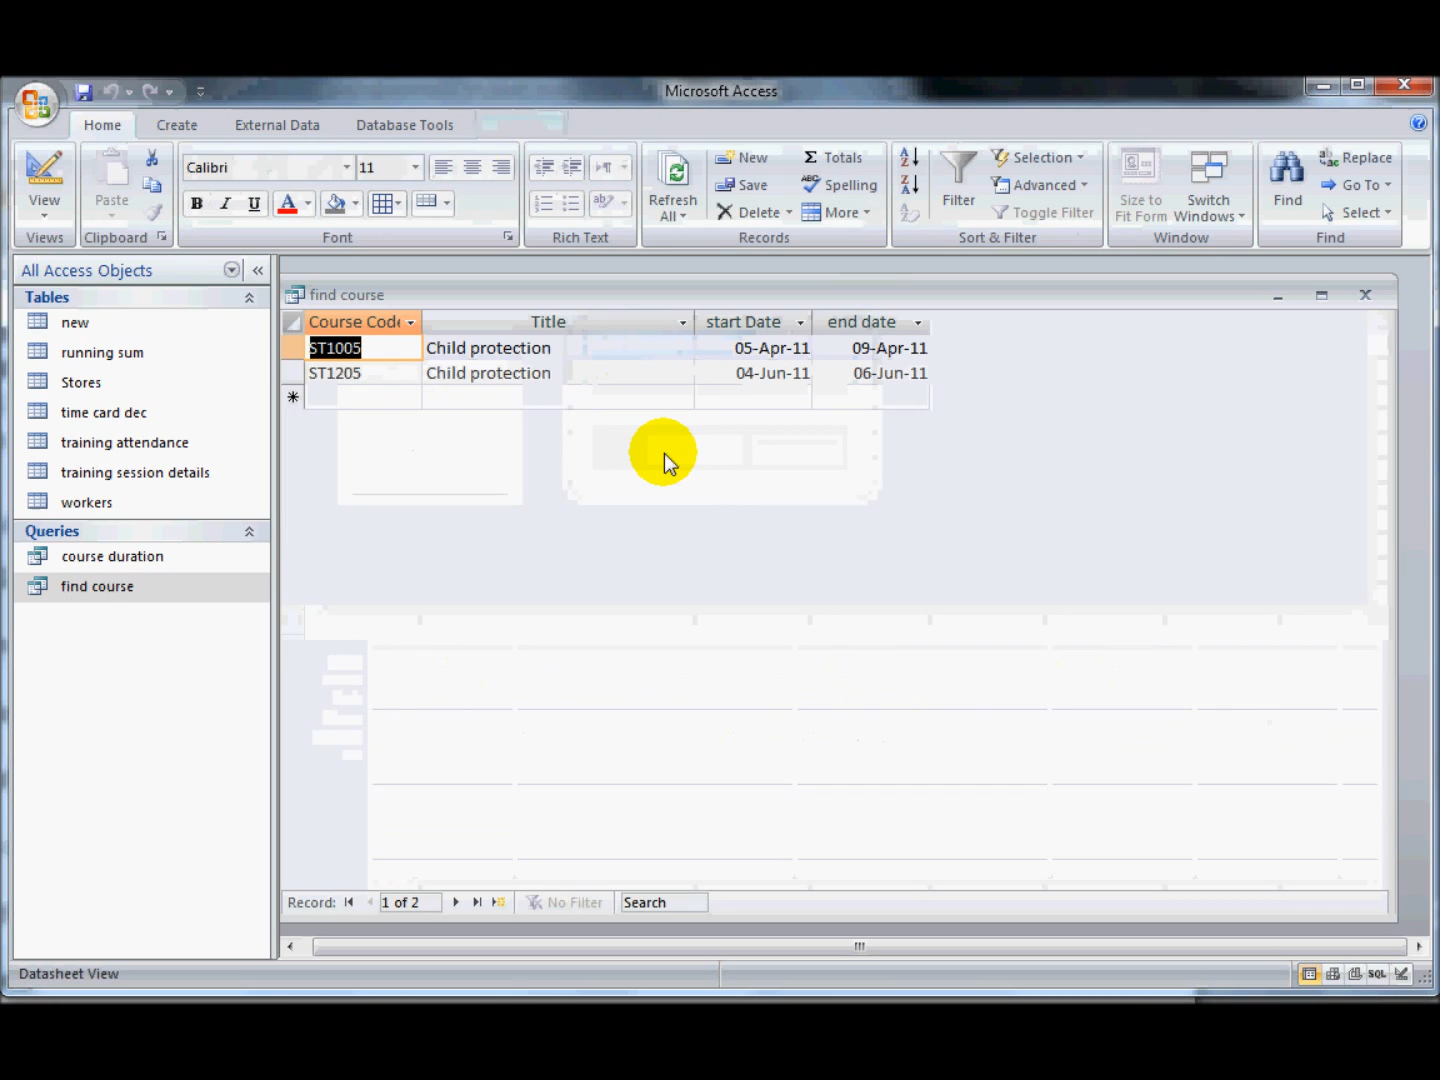 Microsoft Access
Home Create External Data Database Tools
View
Views
Paste
Clipboard
Calibri 11
B I U A
Font
Rich Text
Refresh All
New
Save
Delete
Σ Totals
Spelling
More
Records
Filter
Selection
Advanced
Toggle Filter
Sort & Filter
Size to Fit Form
Switch Windows
Window
Find
Replace
Go To
Select
Find
All Access Objects
Tables
new
running sum
Stores
time card dec
training attendance
training session details
workers
Queries
course duration
find course
find course
Course Code Title start Date end date
ST1005 Child protection 05-Apr-11 09-Apr-11
ST1205 Child protection 04-Jun-11 06-Jun-11
Record: 1 of 2 No Filter Search
Datasheet View
SQL